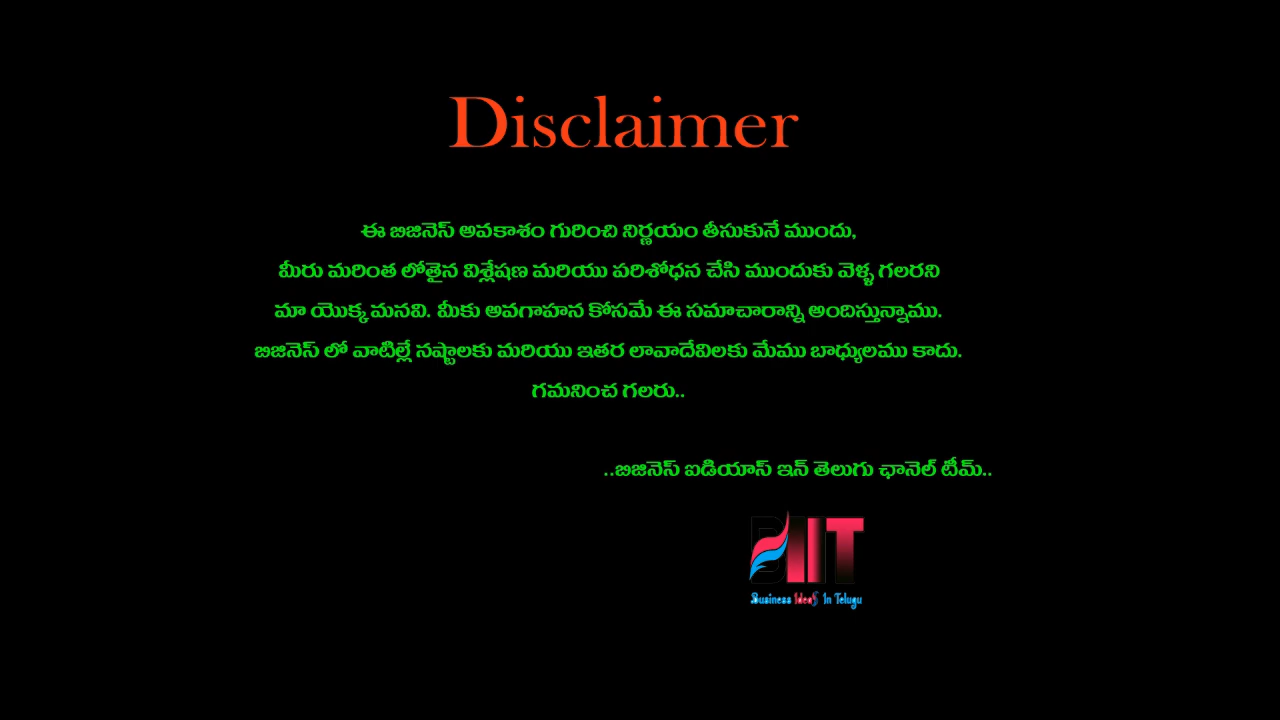 Disclaimer
ఈ బిజినెస్ అవకాశం గురించి నిర్ణయం తీసుకునే ముందు,
మీరు మరింత లోతైన విశ్లేషణ మరియు పరిశోధన చేసి ముందుకు వెళ్ళ గలరని
మా యొక్క మనవి. మీకు అవగాహన కోసమే ఈ సమాచారాన్ని అందిస్తున్నాము.
బిజినెస్ లో వాటిల్లే నష్టాలకు మరియు ఇతర లావాదేవిలకు మేము బాధ్యులము కాదు.
గమనించ గలరు..
..బిజినెస్ ఐడియాస్ ఇన్ తెలుగు ఛానెల్ టీమ్..
BIIT
Business IdeaS In Telugu